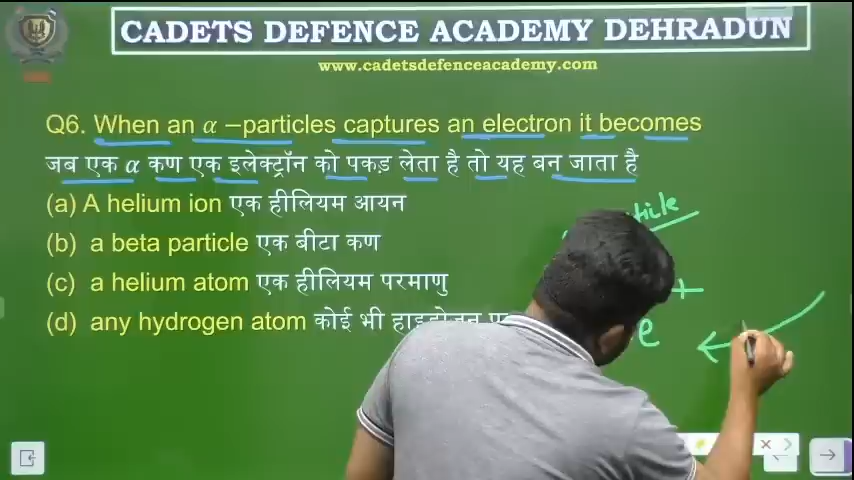 CADETS DEFENCE ACADEMY DEHRADUN
www.cadetsdefenceacademy.com
Q6. When an α –particles captures an electron it becomes
जब एक α कण एक इलेक्ट्रॉन को पकड़ लेता है तो यह बन जाता है
(a) A helium ion एक हीलियम आयन
(b) a beta particle एक बीटा कण
(c) a helium atom एक हीलियम परमाणु
(d) any hydrogen atom कोई भी हाइड्रोजन
+
e